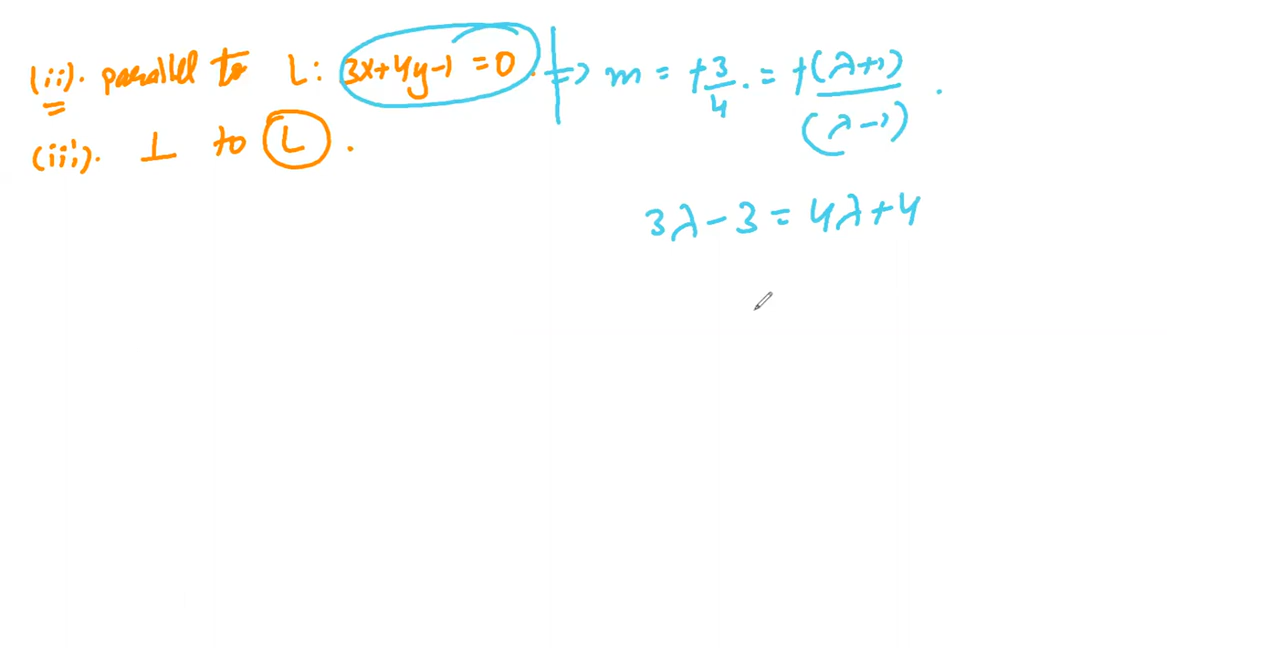 (ii). parallel to L: 3x+4y-1=0. => m = +3/4. = +(λ+1)/(λ-1).
(iii). ⊥ to L.
3λ-3=4λ+4